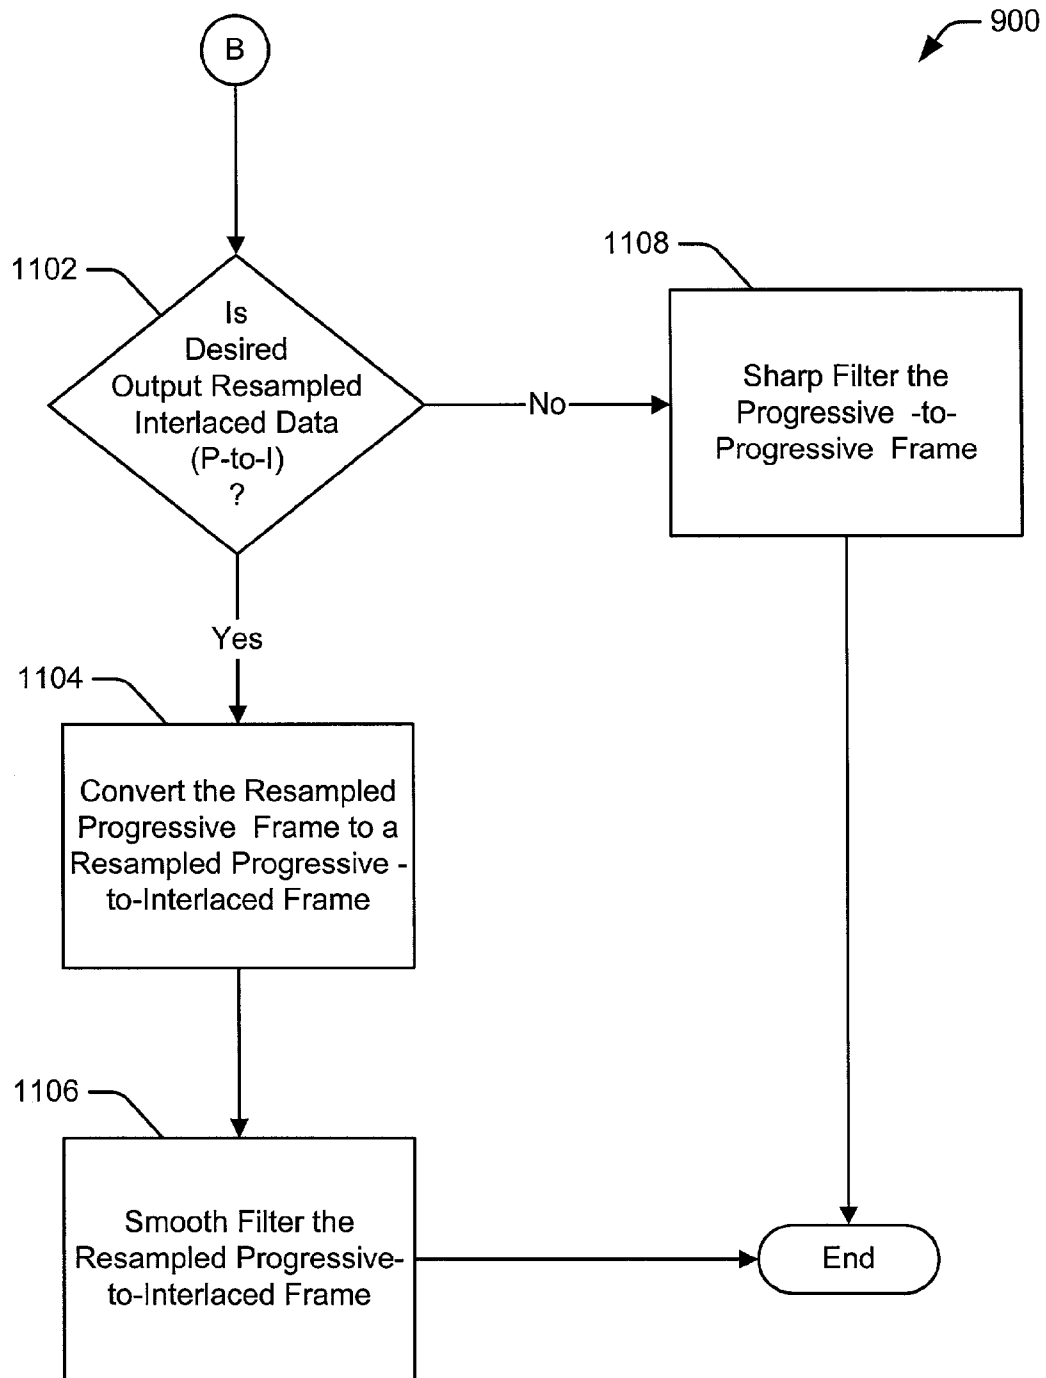 B
900
1102
Is
Desired
Output Resampled
Interlaced Data
(P-to-I)
?
No
1108
Sharp Filter the
Progressive -to-
Progressive Frame
Yes
1104
Convert the Resampled
Progressive Frame to a
Resampled Progressive -
to-Interlaced Frame
1106
Smooth Filter the
Resampled Progressive-
to-Interlaced Frame
End